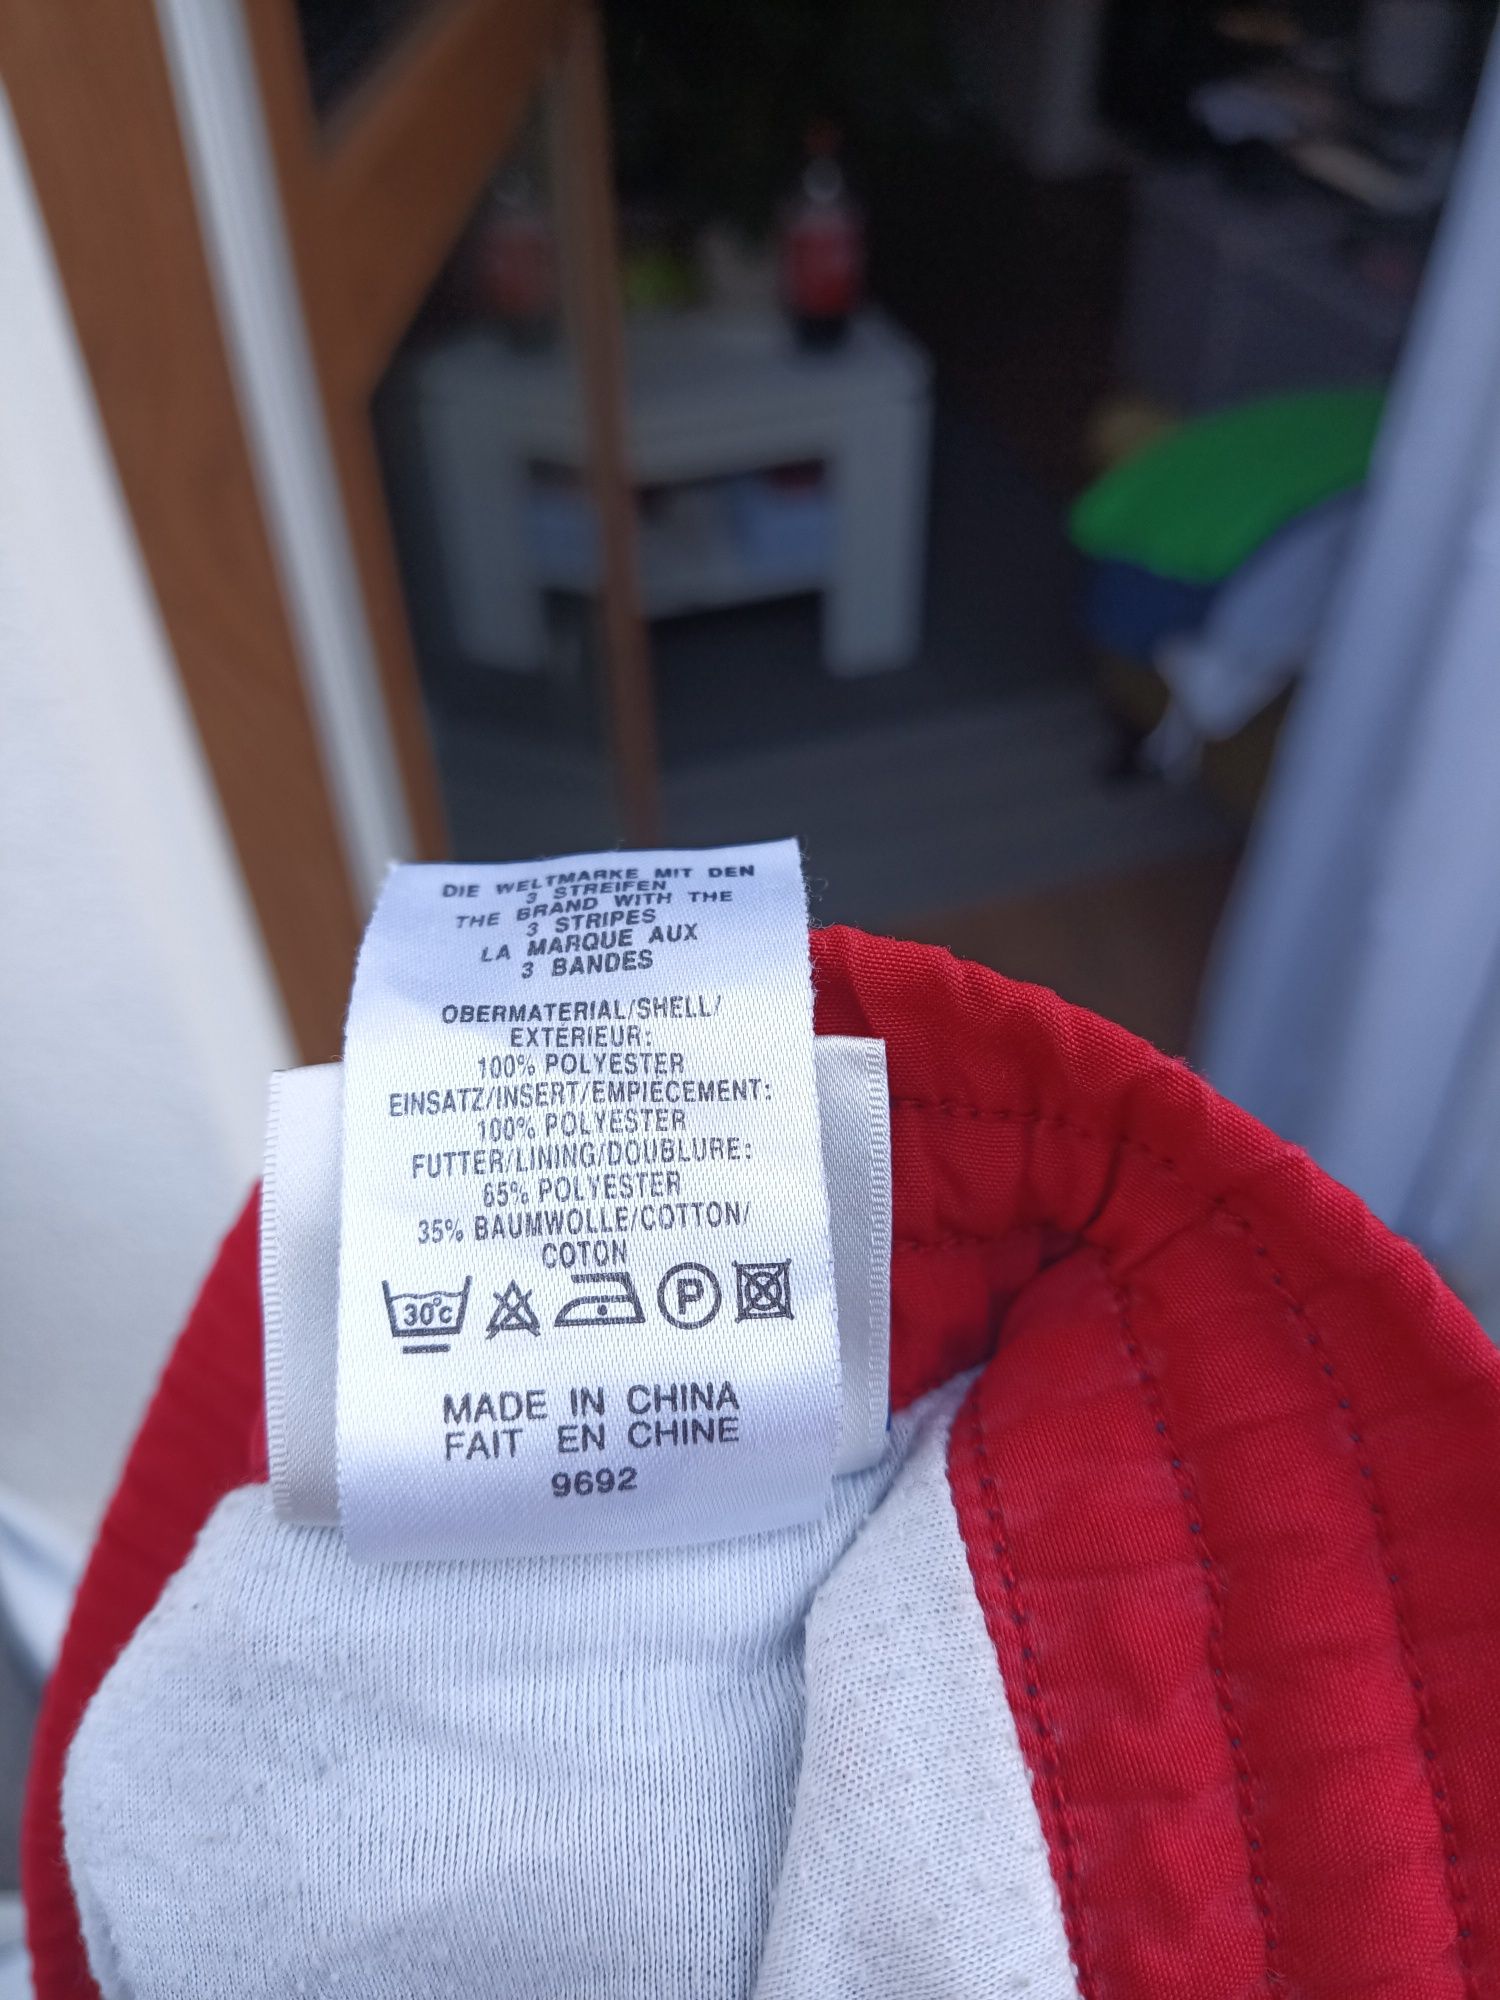 DIE WELTMARKE MIT DEN
3 STREIFEN
THE BRAND WITH THE
3 STRIPES
LA MARQUE AUX
3 BANDES
OBERMATERIAL/SHELL/
EXTÉRIEUR:
100% POLYESTER
EINSATZ/INSERT/EMPIECEMENT:
100% POLYESTER
FUTTER/LINING/DOUBLURE:
65% POLYESTER
35% BAUMWOLLE/COTTON/
COTON
30°c P
MADE IN CHINA
FAIT EN CHINE
9692